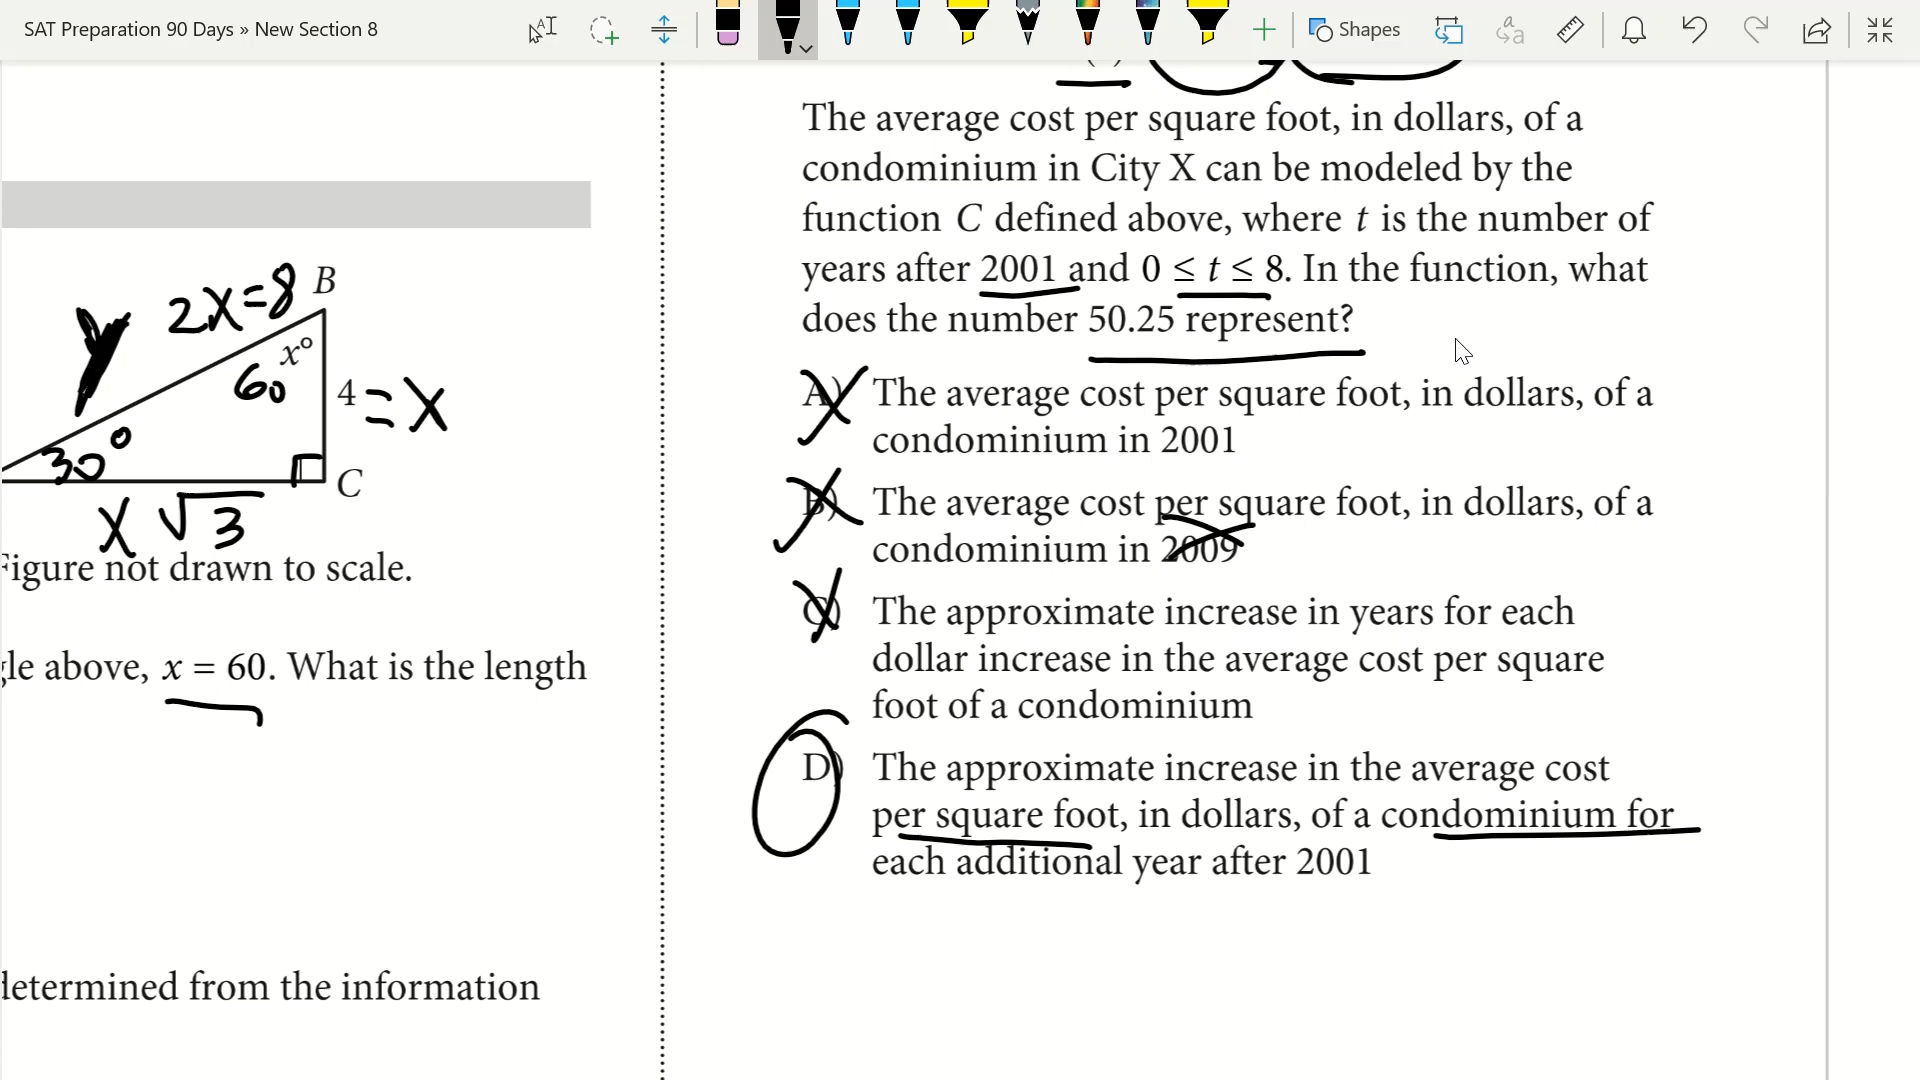 SAT Preparation 90 Days » New Section 8
Shapes
2x=8
B
x°
60
4 = x
30°
C
x √3
Figure not drawn to scale.
gle above, x = 60. What is the length
determined from the information
The average cost per square foot, in dollars, of a
condominium in City X can be modeled by the
function C defined above, where t is the number of
years after 2001 and 0 ≤ t ≤ 8. In the function, what
does the number 50.25 represent?
A) The average cost per square foot, in dollars, of a
condominium in 2001
B) The average cost per square foot, in dollars, of a
condominium in 2009
C) The approximate increase in years for each
dollar increase in the average cost per square
foot of a condominium
D) The approximate increase in the average cost
per square foot, in dollars, of a condominium for
each additional year after 2001